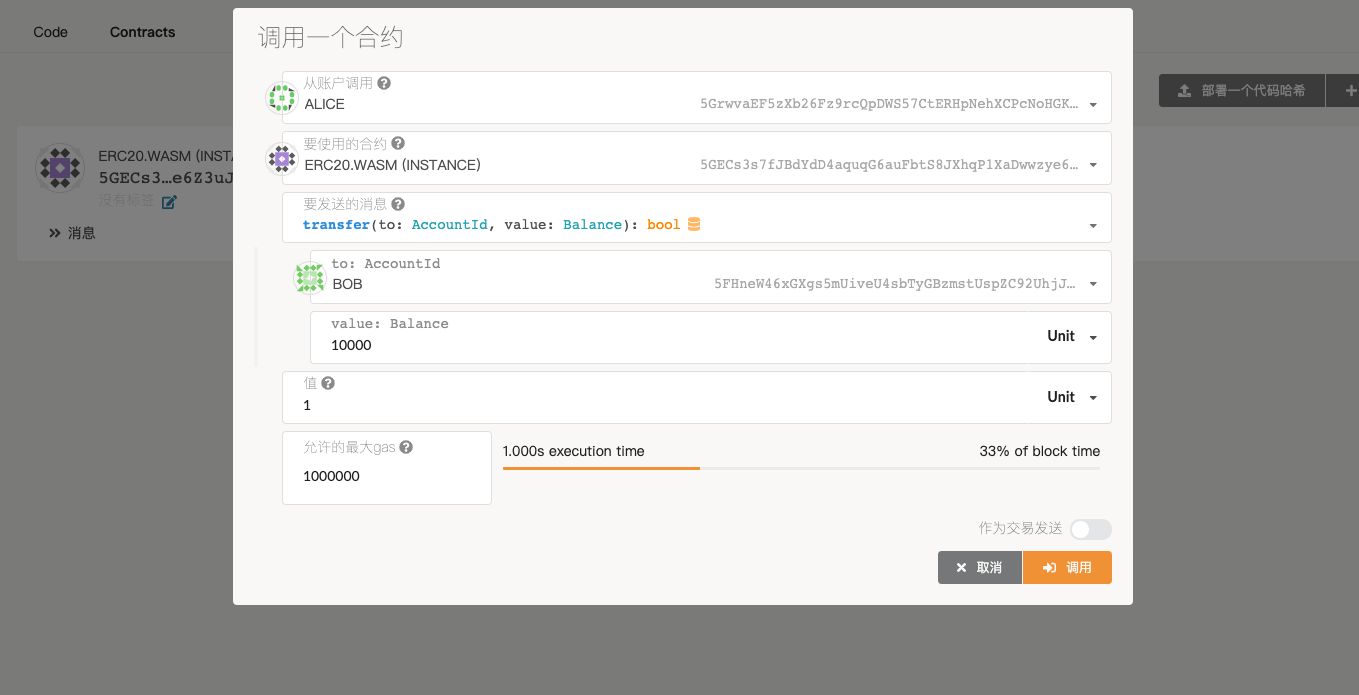 Code
Contracts
调用一个合约
从账户调用
ALICE
5GrwvaEF5zXb26Fz9rcQpDWS57CtERHpNehXCPcNoHGK…
部署一个代码哈希
ERC20.WASM (INSTA
5GECs3…e6Z3uJ
没有标签
消息
要使用的合约
ERC20.WASM (INSTANCE)
5GECs3s7fJBdYdD4aquqG6auFbtS8JXhqP1XaDwwzye6…
要发送的消息
transfer(to: AccountId, value: Balance): bool
to: AccountId
BOB
5FHneW46xGXgs5mUiveU4sbTyGBzmstUspZC92UhjJ…
value: Balance
10000
Unit
值
1
Unit
允许的最大gas
1000000
1.000s execution time
33% of block time
作为交易发送
取消
调用